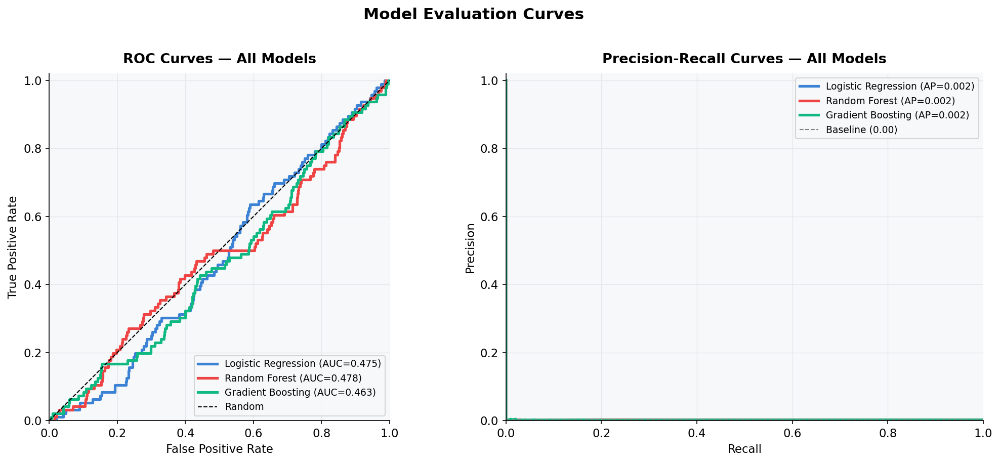 Model Evaluation Curves
ROC Curves — All Models
1.0
0.8
0.6
0.4
0.2
0.0
True Positive Rate
0.0 0.2 0.4 0.6 0.8 1.0
False Positive Rate
Logistic Regression (AUC=0.475)
Random Forest (AUC=0.478)
Gradient Boosting (AUC=0.463)
Random
Precision-Recall Curves — All Models
1.0
0.8
0.6
0.4
0.2
0.0
Precision
0.0 0.2 0.4 0.6 0.8 1.0
Recall
Logistic Regression (AP=0.002)
Random Forest (AP=0.002)
Gradient Boosting (AP=0.002)
Baseline (0.00)